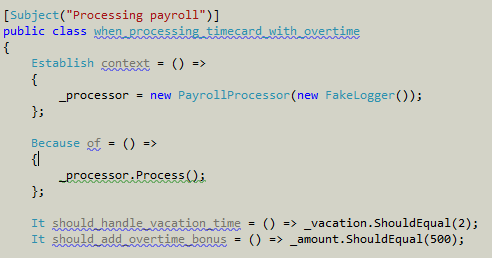 [Subject("Processing payroll")]
public class when_processing_timecard_with_overtime
{
    Establish context = () =>
    {
        _processor = new PayrollProcessor(new FakeLogger());
    };

    Because of = () =>
    {
        _processor.Process();
    };

    It should_handle_vacation_time = () => _vacation.ShouldEqual(2);
    It should_add_overtime_bonus = () => _amount.ShouldEqual(500);